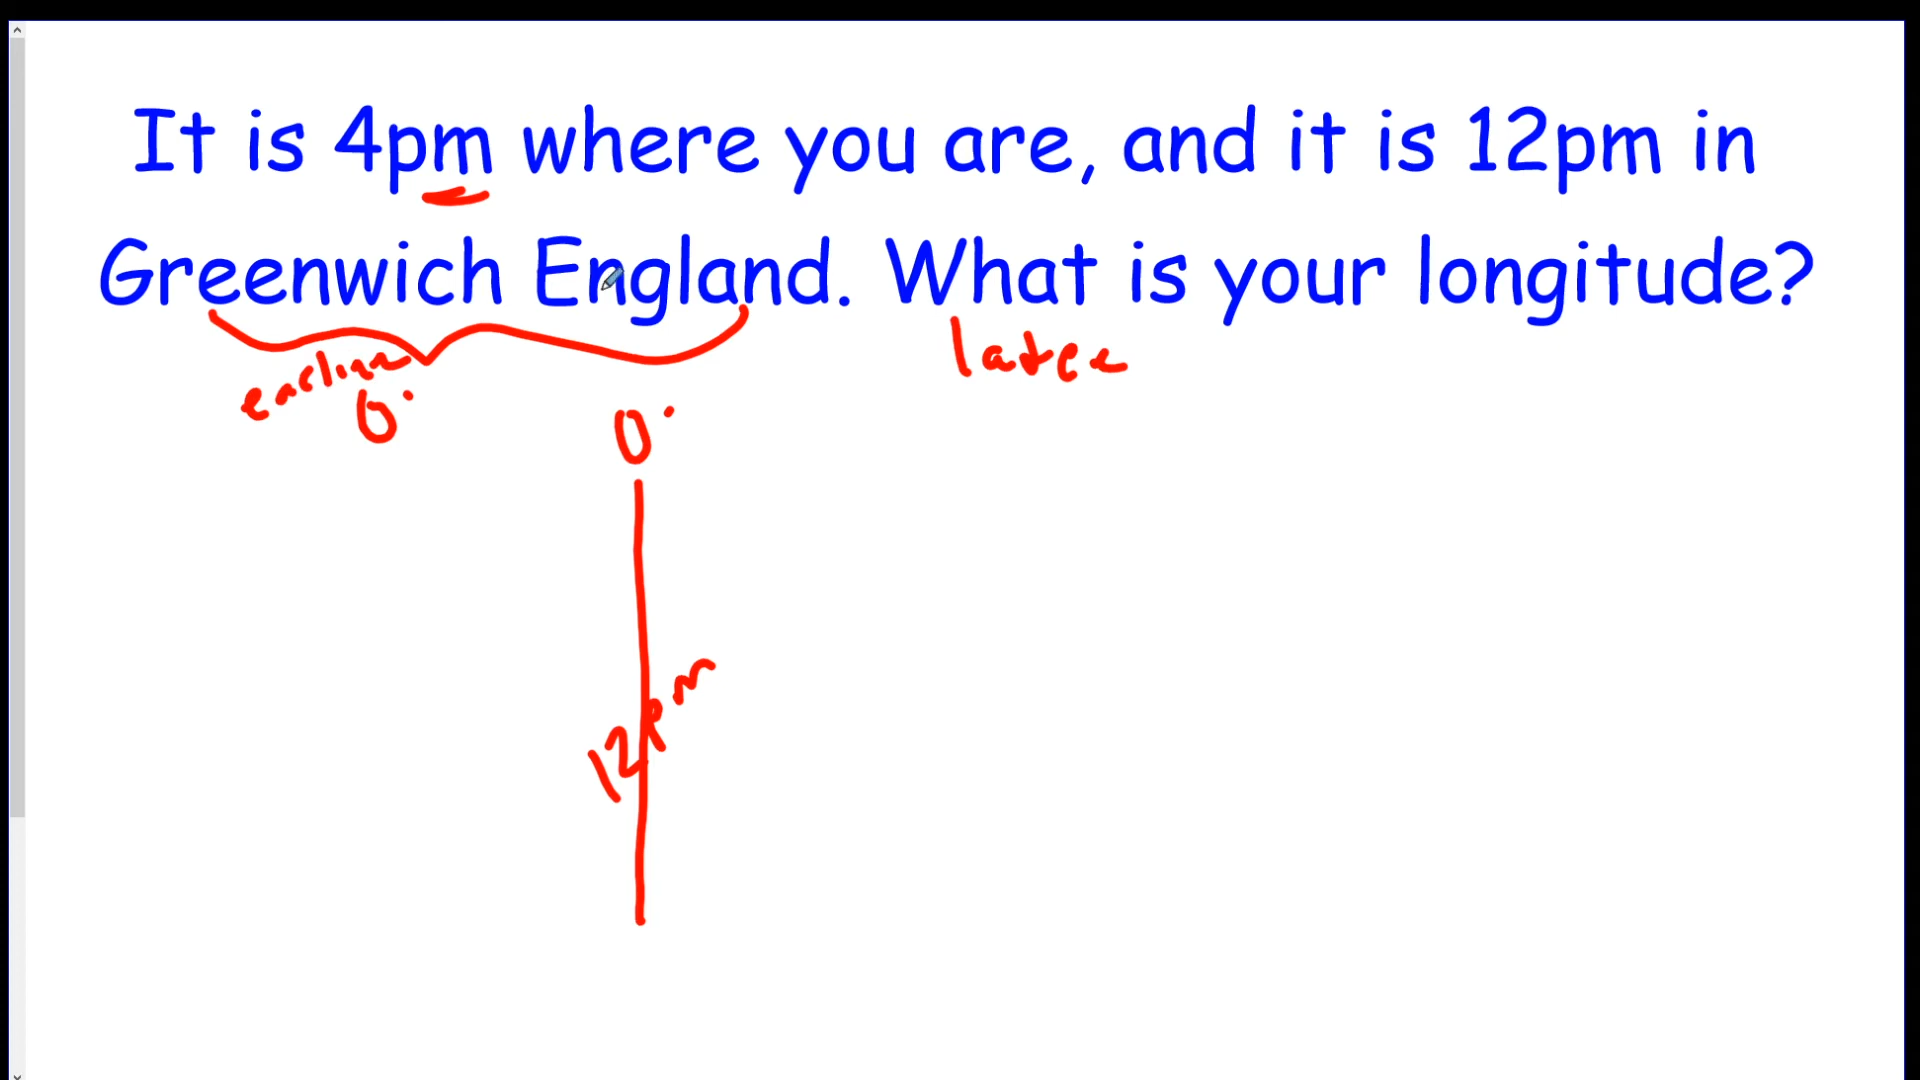 It is 4pm where you are, and it is 12pm in
Greenwich England. What is your longitude?
earlier
later
0°
0°
12pm